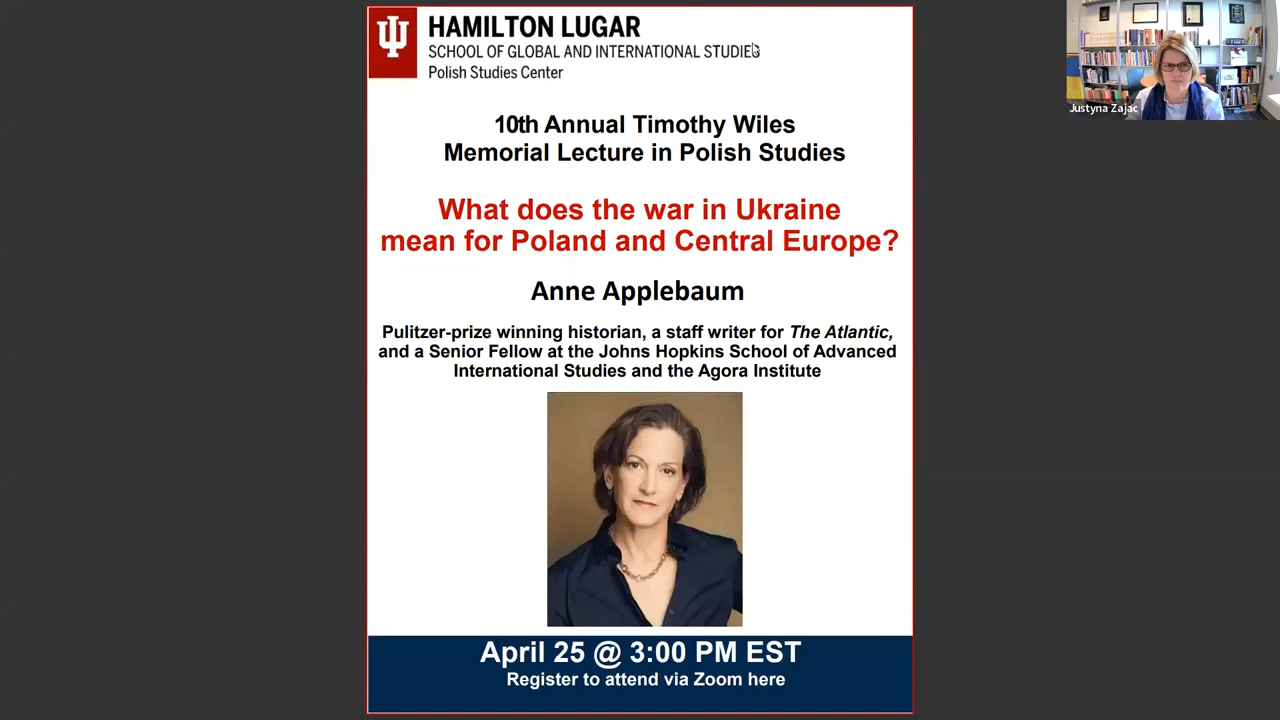 HAMILTON LUGAR
SCHOOL OF GLOBAL AND INTERNATIONAL STUDIES
Polish Studies Center
Justyna Zajac
10th Annual Timothy Wiles
Memorial Lecture in Polish Studies
What does the war in Ukraine
mean for Poland and Central Europe?
Anne Applebaum
Pulitzer-prize winning historian, a staff writer for The Atlantic,
and a Senior Fellow at the Johns Hopkins School of Advanced
International Studies and the Agora Institute
April 25 @ 3:00 PM EST
Register to attend via Zoom here